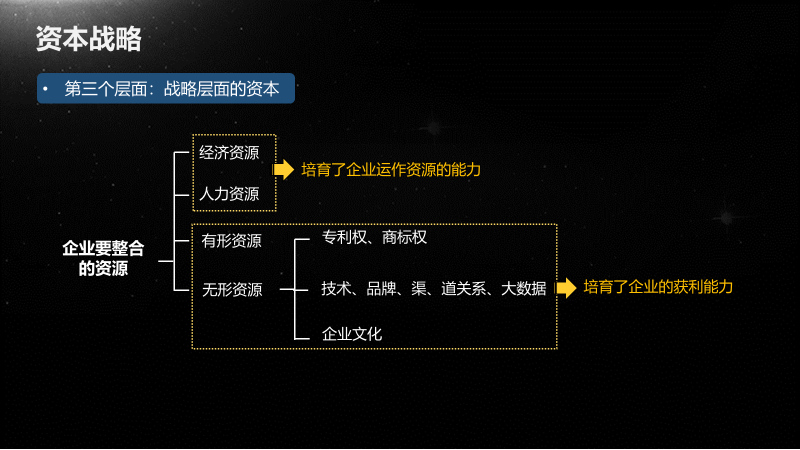 资本战略
• 第三个层面：战略层面的资本
经济资源
培育了企业运作资源的能力
人力资源
企业要整合
的资源
有形资源
专利权、商标权
无形资源
技术、品牌、渠、道关系、大数据
培育了企业的获利能力
企业文化